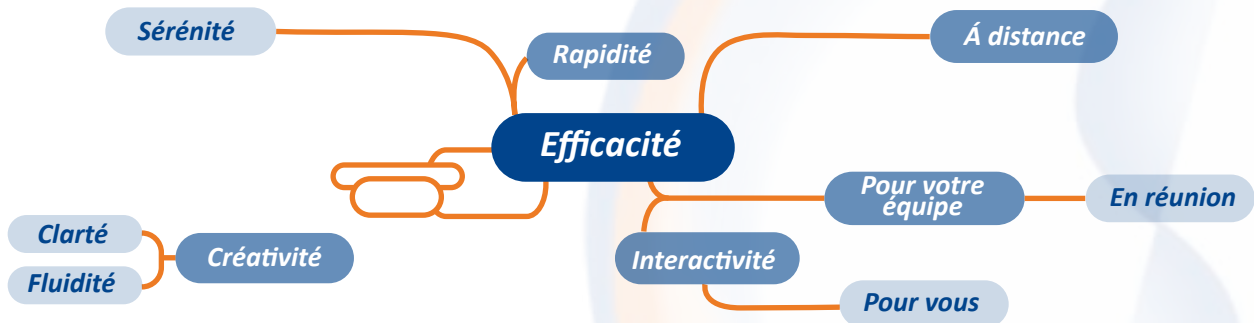 Sérénité
Rapidité
Á distance
Efficacité
Pour votre
équipe
En réunion
Clarté
Créativité
Interactivité
Fluidité
Pour vous